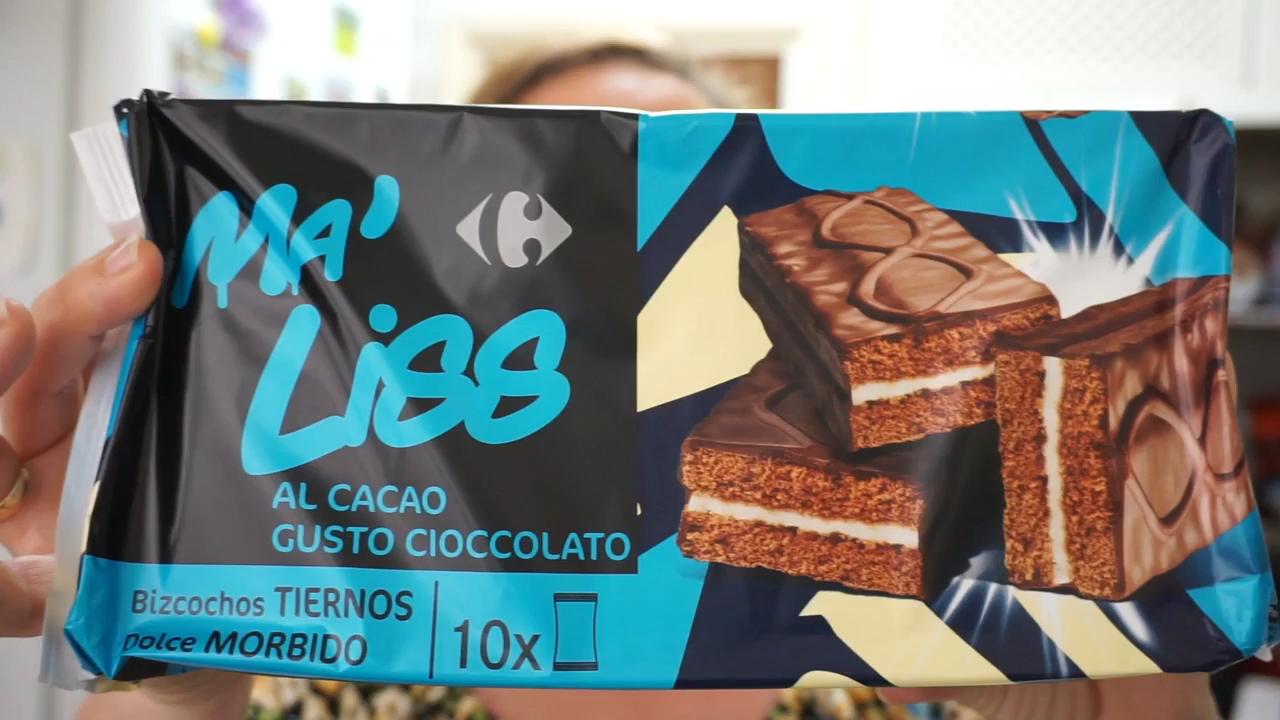 MA'
Liss
AL CACAO
GUSTO CIOCCOLATO
Bizcochos TIERNOS
Dolce MORBIDO
10x